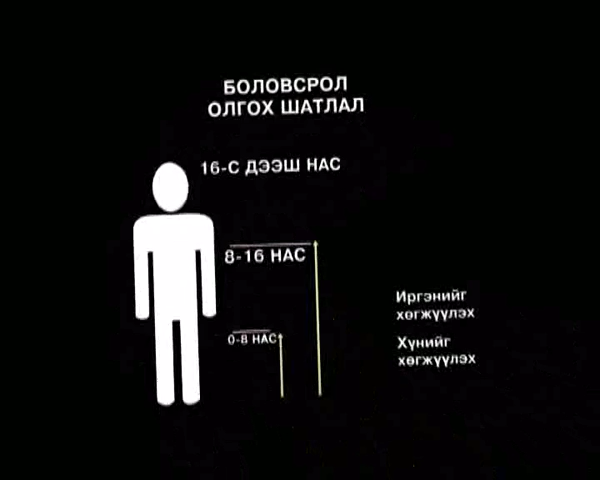 БОЛОВСРОЛ
ОЛГОХ ШАТЛАЛ
16-С ДЭЭШ НАС
8-16 НАС
0-8 НАС
Иргэнийг
хөгжүүлэх
Хүнийг
хөгжүүлэх